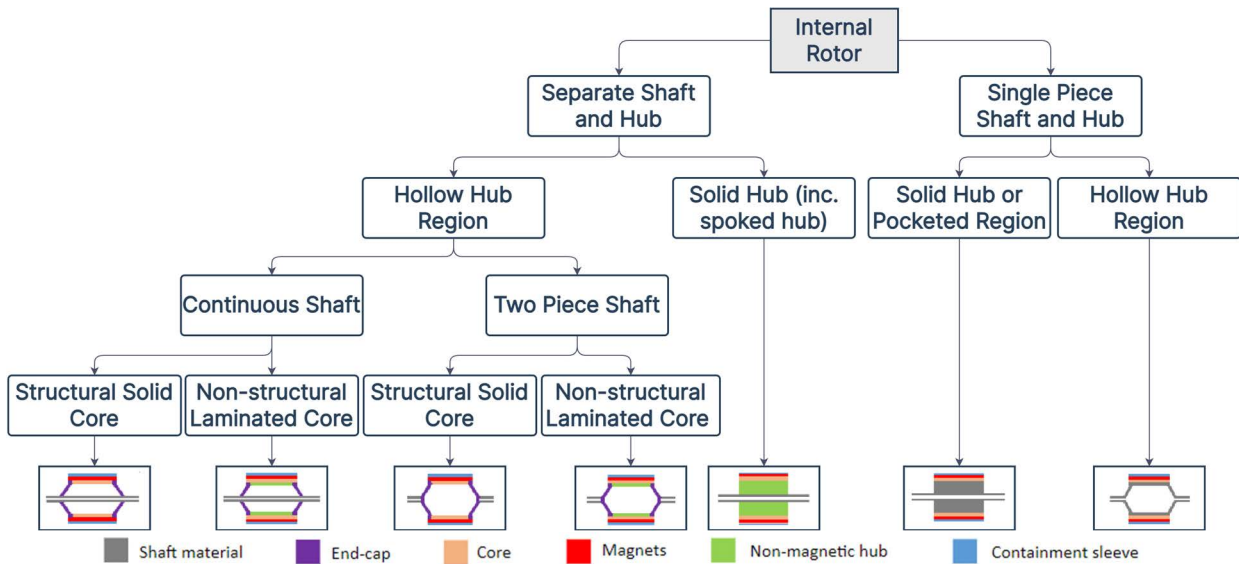 Internal
Rotor
Separate Shaft
and Hub
Single Piece
Shaft and Hub
Hollow Hub
Region
Solid Hub (inc.
spoked hub)
Solid Hub or
Pocketed Region
Hollow Hub
Region
Continuous Shaft
Two Piece Shaft
Structural Solid
Core
Non-structural
Laminated Core
Structural Solid
Core
Non-structural
Laminated Core
Shaft material
End-cap
Core
Magnets
Non-magnetic hub
Containment sleeve